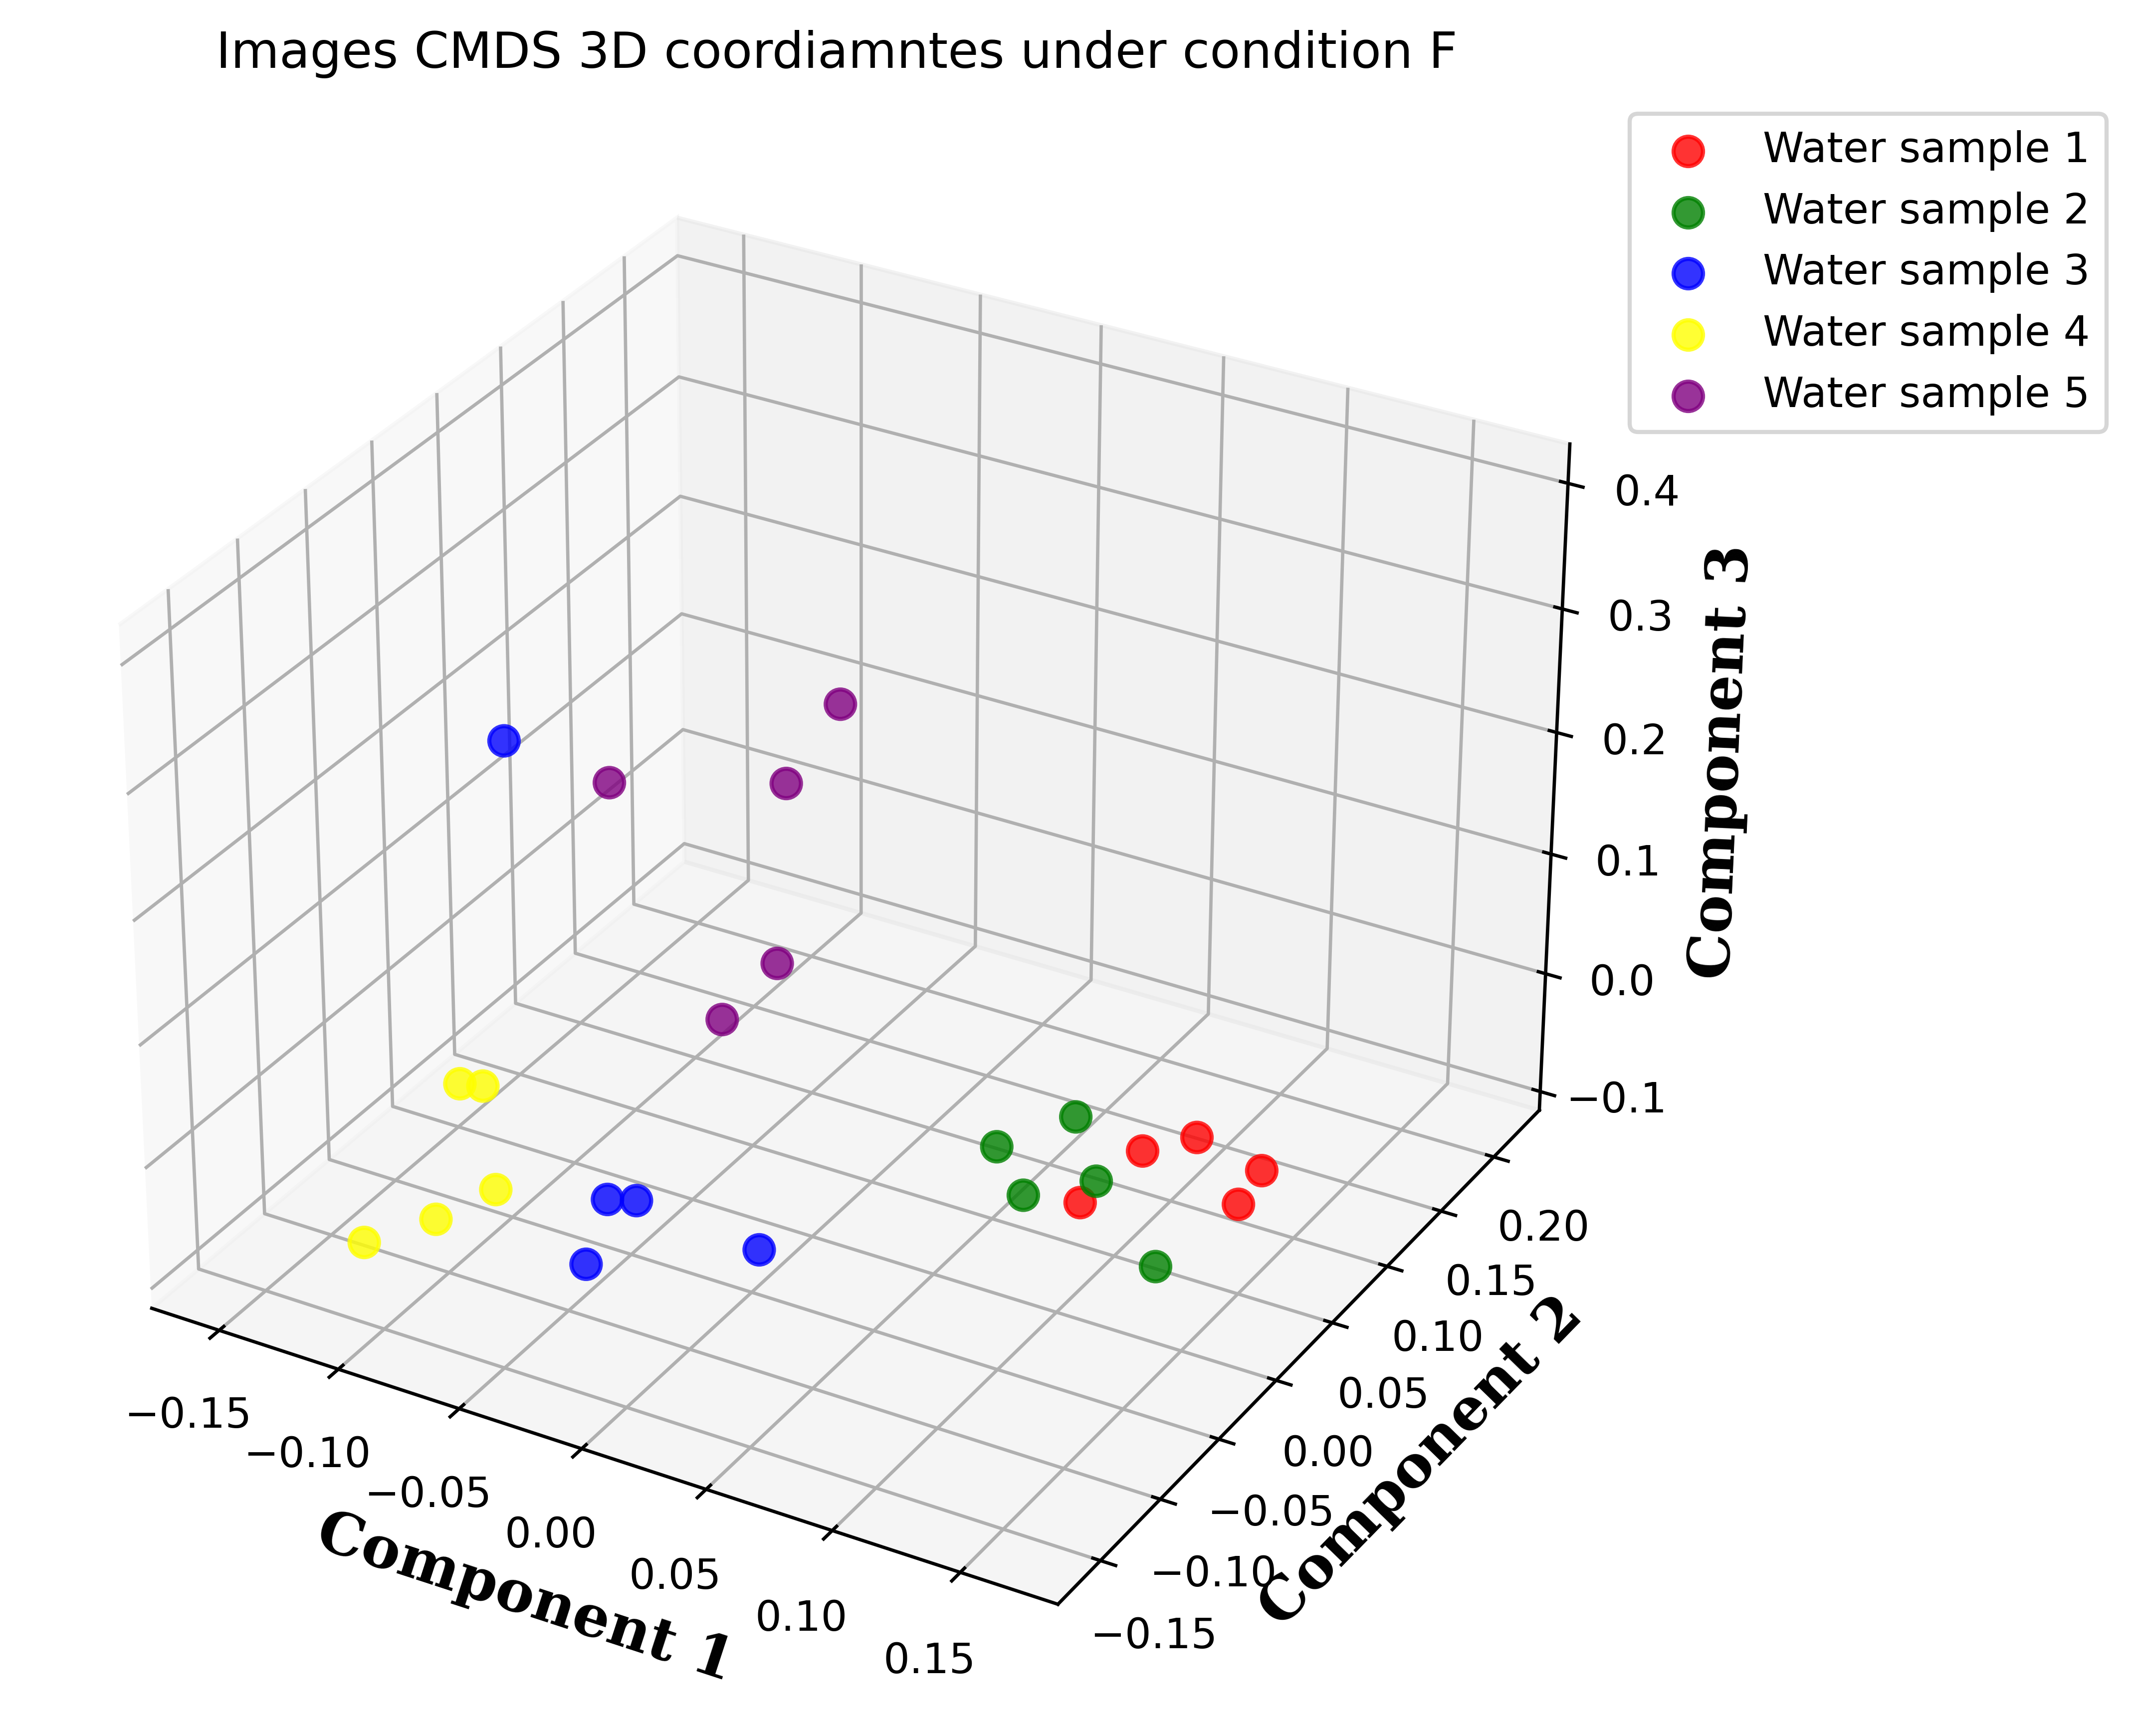 Images CMDS 3D coordiamntes under condition F
Water sample 1
Water sample 2
Water sample 3
Water sample 4
Water sample 5
0.4
0.3
0.2
0.1
0.0
−0.1
Component 3
0.20
0.15
0.10
0.05
0.00
−0.05
−0.10
−0.15
Component 2
−0.15
−0.10
−0.05
0.00
0.05
0.10
0.15
Component 1